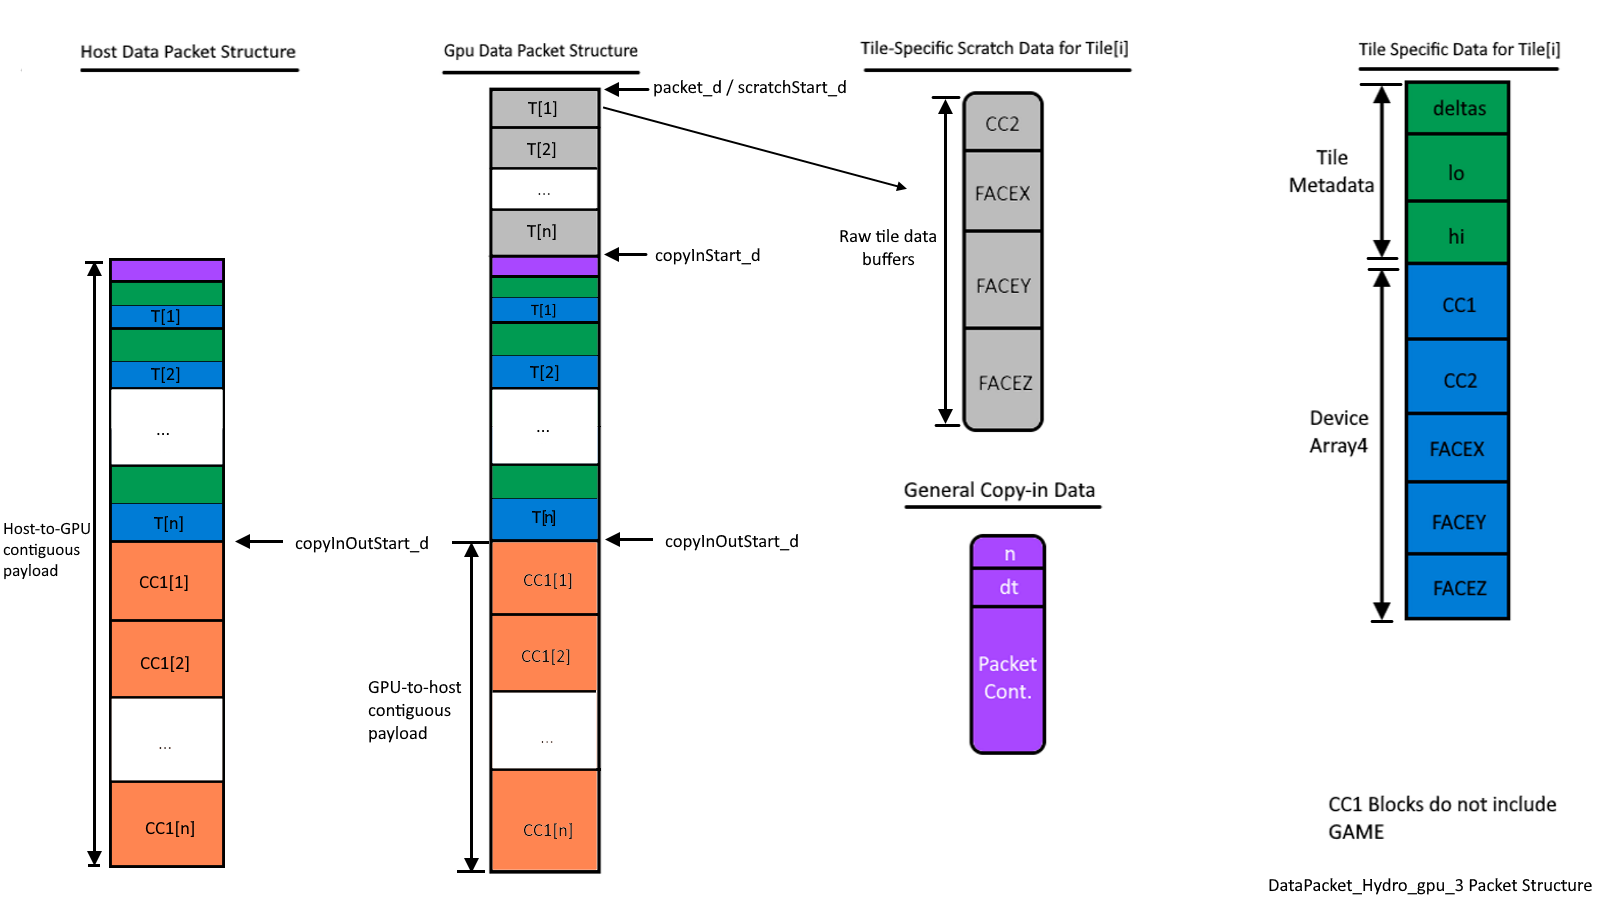 Host Data Packet Structure
T[1]
T[2]
...
T[n]
CC1[1]
CC1[2]
...
CC1[n]
Host-to-GPU
contiguous
payload
copyInOutStart_d
Gpu Data Packet Structure
T[1]
T[2]
...
T[n]
T[1]
T[2]
...
T[n]
CC1[1]
CC1[2]
...
CC1[n]
packet_d / scratchStart_d
copyInStart_d
copyInOutStart_d
GPU-to-host
contiguous
payload
Tile-Specific Scratch Data for Tile[i]
CC2
FACEX
FACEY
FACEZ
Raw tile data
buffers
General Copy-in Data
n
dt
Packet
Cont.
Tile Specific Data for Tile[i]
deltas
lo
hi
CC1
CC2
FACEX
FACEY
FACEZ
Tile
Metadata
Device
Array4
CC1 Blocks do not include
GAME
DataPacket_Hydro_gpu_3 Packet Structure